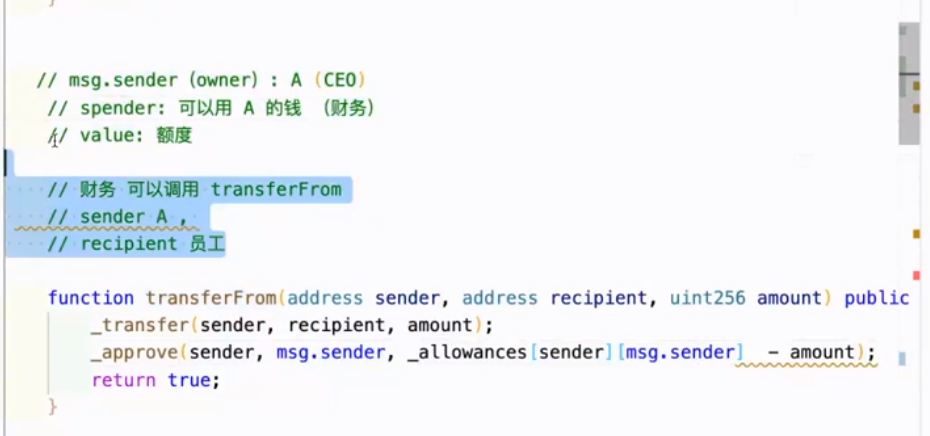 }
// msg.sender (owner) : A (CEO)
// spender: 可以用 A 的钱 （财务）
// value: 额度
// 财务 可以调用 transferFrom
// sender A ,
// recipient 员工
function transferFrom(address sender, address recipient, uint256 amount) public
_transfer(sender, recipient, amount);
_approve(sender, msg.sender, _allowances[sender][msg.sender]  - amount);
return true;
}